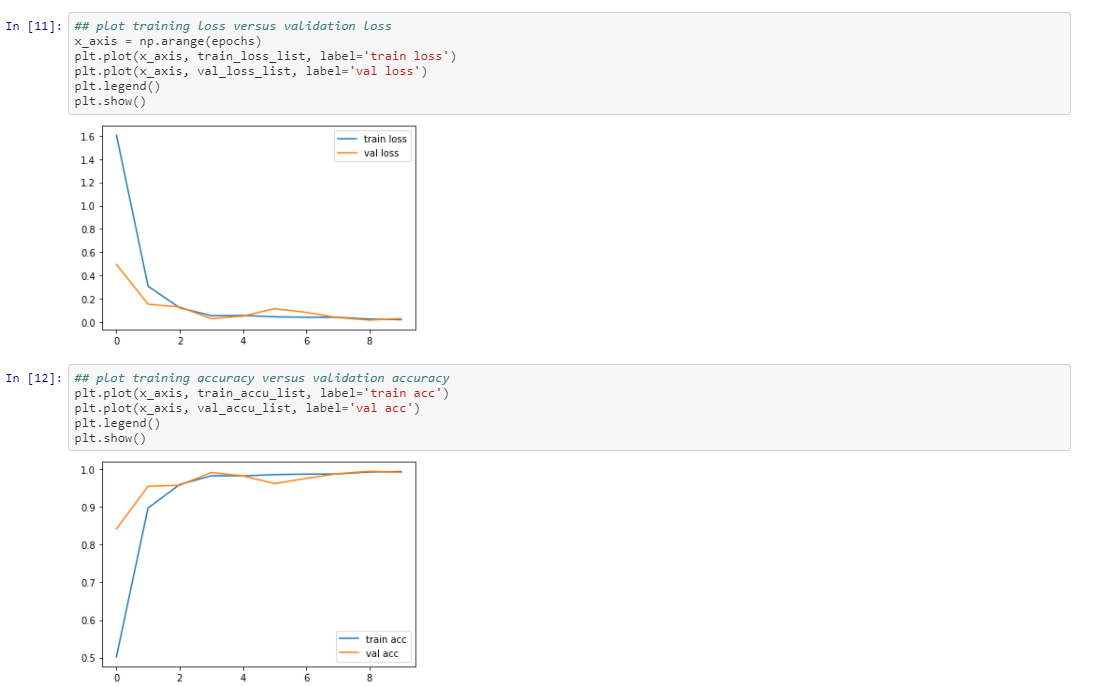 In [11]: ## plot training loss versus validation loss
x_axis = np.arange(epochs)
plt.plot(x_axis, train_loss_list, label='train loss')
plt.plot(x_axis, val_loss_list, label='val loss')
plt.legend()
plt.show()
train loss
val loss
1.6
1.4
1.2
1.0
0.8
0.6
0.4
0.2
0.0
0 2 4 6 8
In [12]: ## plot training accuracy versus validation accuracy
plt.plot(x_axis, train_accu_list, label='train acc')
plt.plot(x_axis, val_accu_list, label='val acc')
plt.legend()
plt.show()
1.0
0.9
0.8
0.7
0.6
0.5
train acc
val acc
0 2 4 6 8